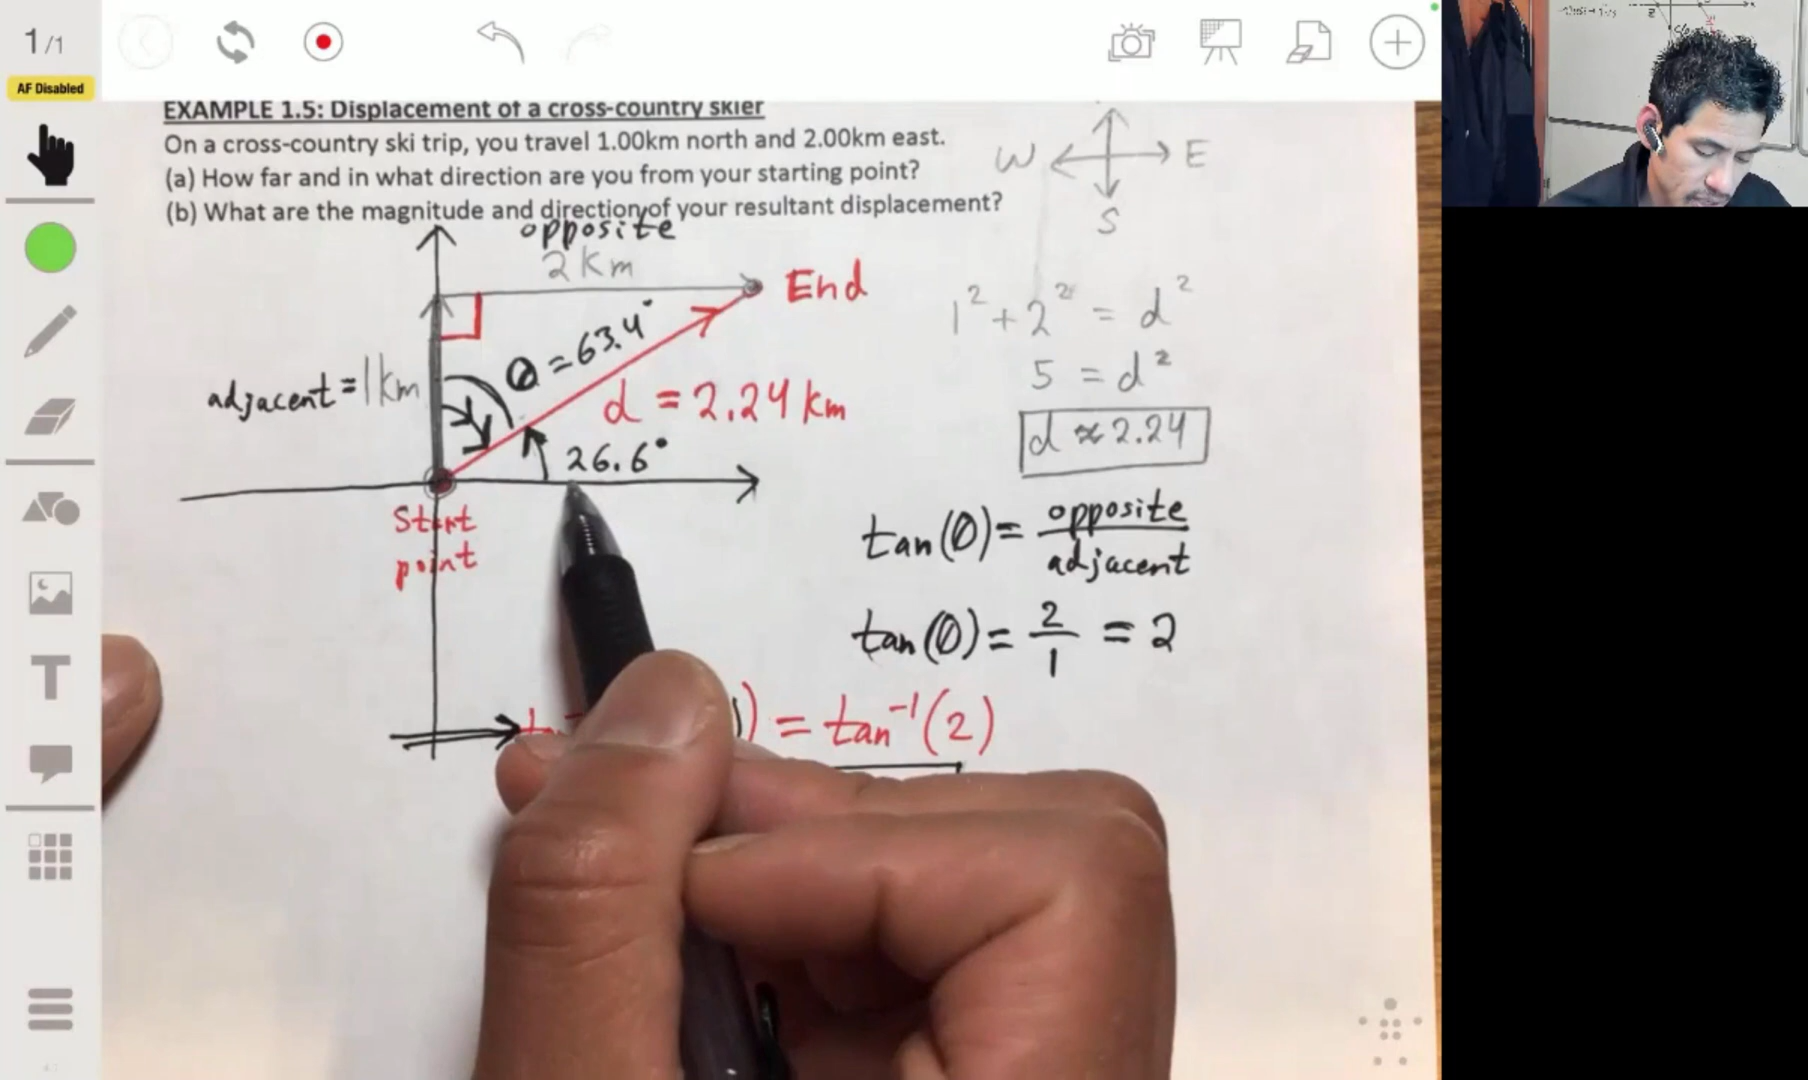 1/1
AF Disabled
EXAMPLE 1.5: Displacement of a cross-country skier
On a cross-country ski trip, you travel 1.00km north and 2.00km east.
(a) How far and in what direction are you from your starting point?
(b) What are the magnitude and direction of your resultant displacement?
W E
S
opposite
2 km
End
θ = 63.4°
adjacent = 1 km
d = 2.24 km
26.6°
Start
point
1² + 2² = d²
5 = d²
d ≈ 2.24
tan(θ) = opposite/adjacent
tan(θ) = 2/1 = 2
) = tan⁻¹(2)
T